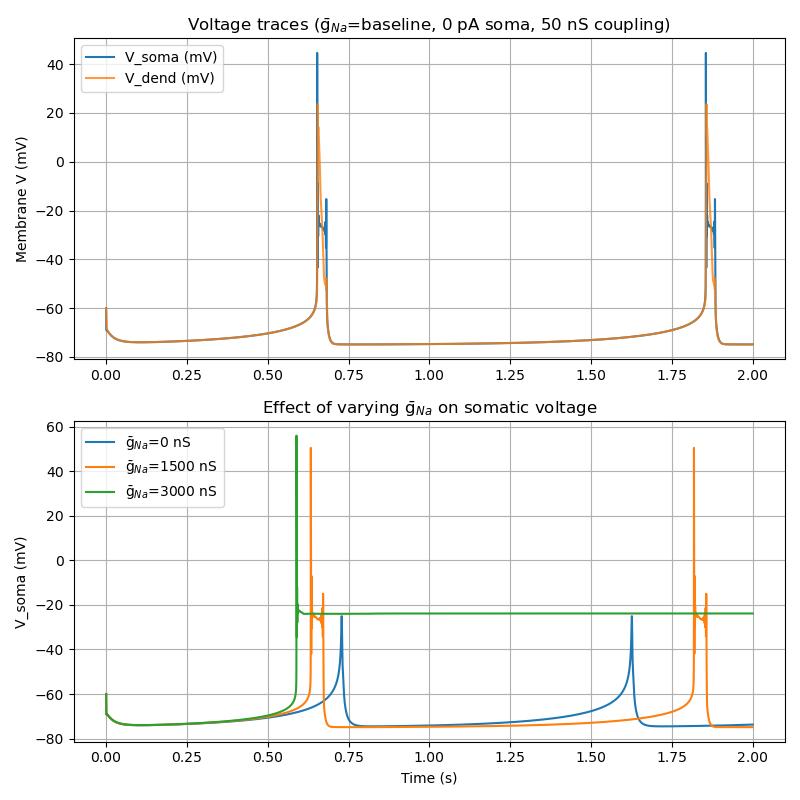 Voltage traces (ḡNa=baseline, 0 pA soma, 50 nS coupling)
Membrane V (mV)
V_soma (mV)
V_dend (mV)
40
20
0
−20
−40
−60
−80
0.00 0.25 0.50 0.75 1.00 1.25 1.50 1.75 2.00
Effect of varying ḡNa on somatic voltage
V_soma (mV)
ḡNa=0 nS
ḡNa=1500 nS
ḡNa=3000 nS
60
40
20
0
−20
−40
−60
−80
0.00 0.25 0.50 0.75 1.00 1.25 1.50 1.75 2.00
Time (s)